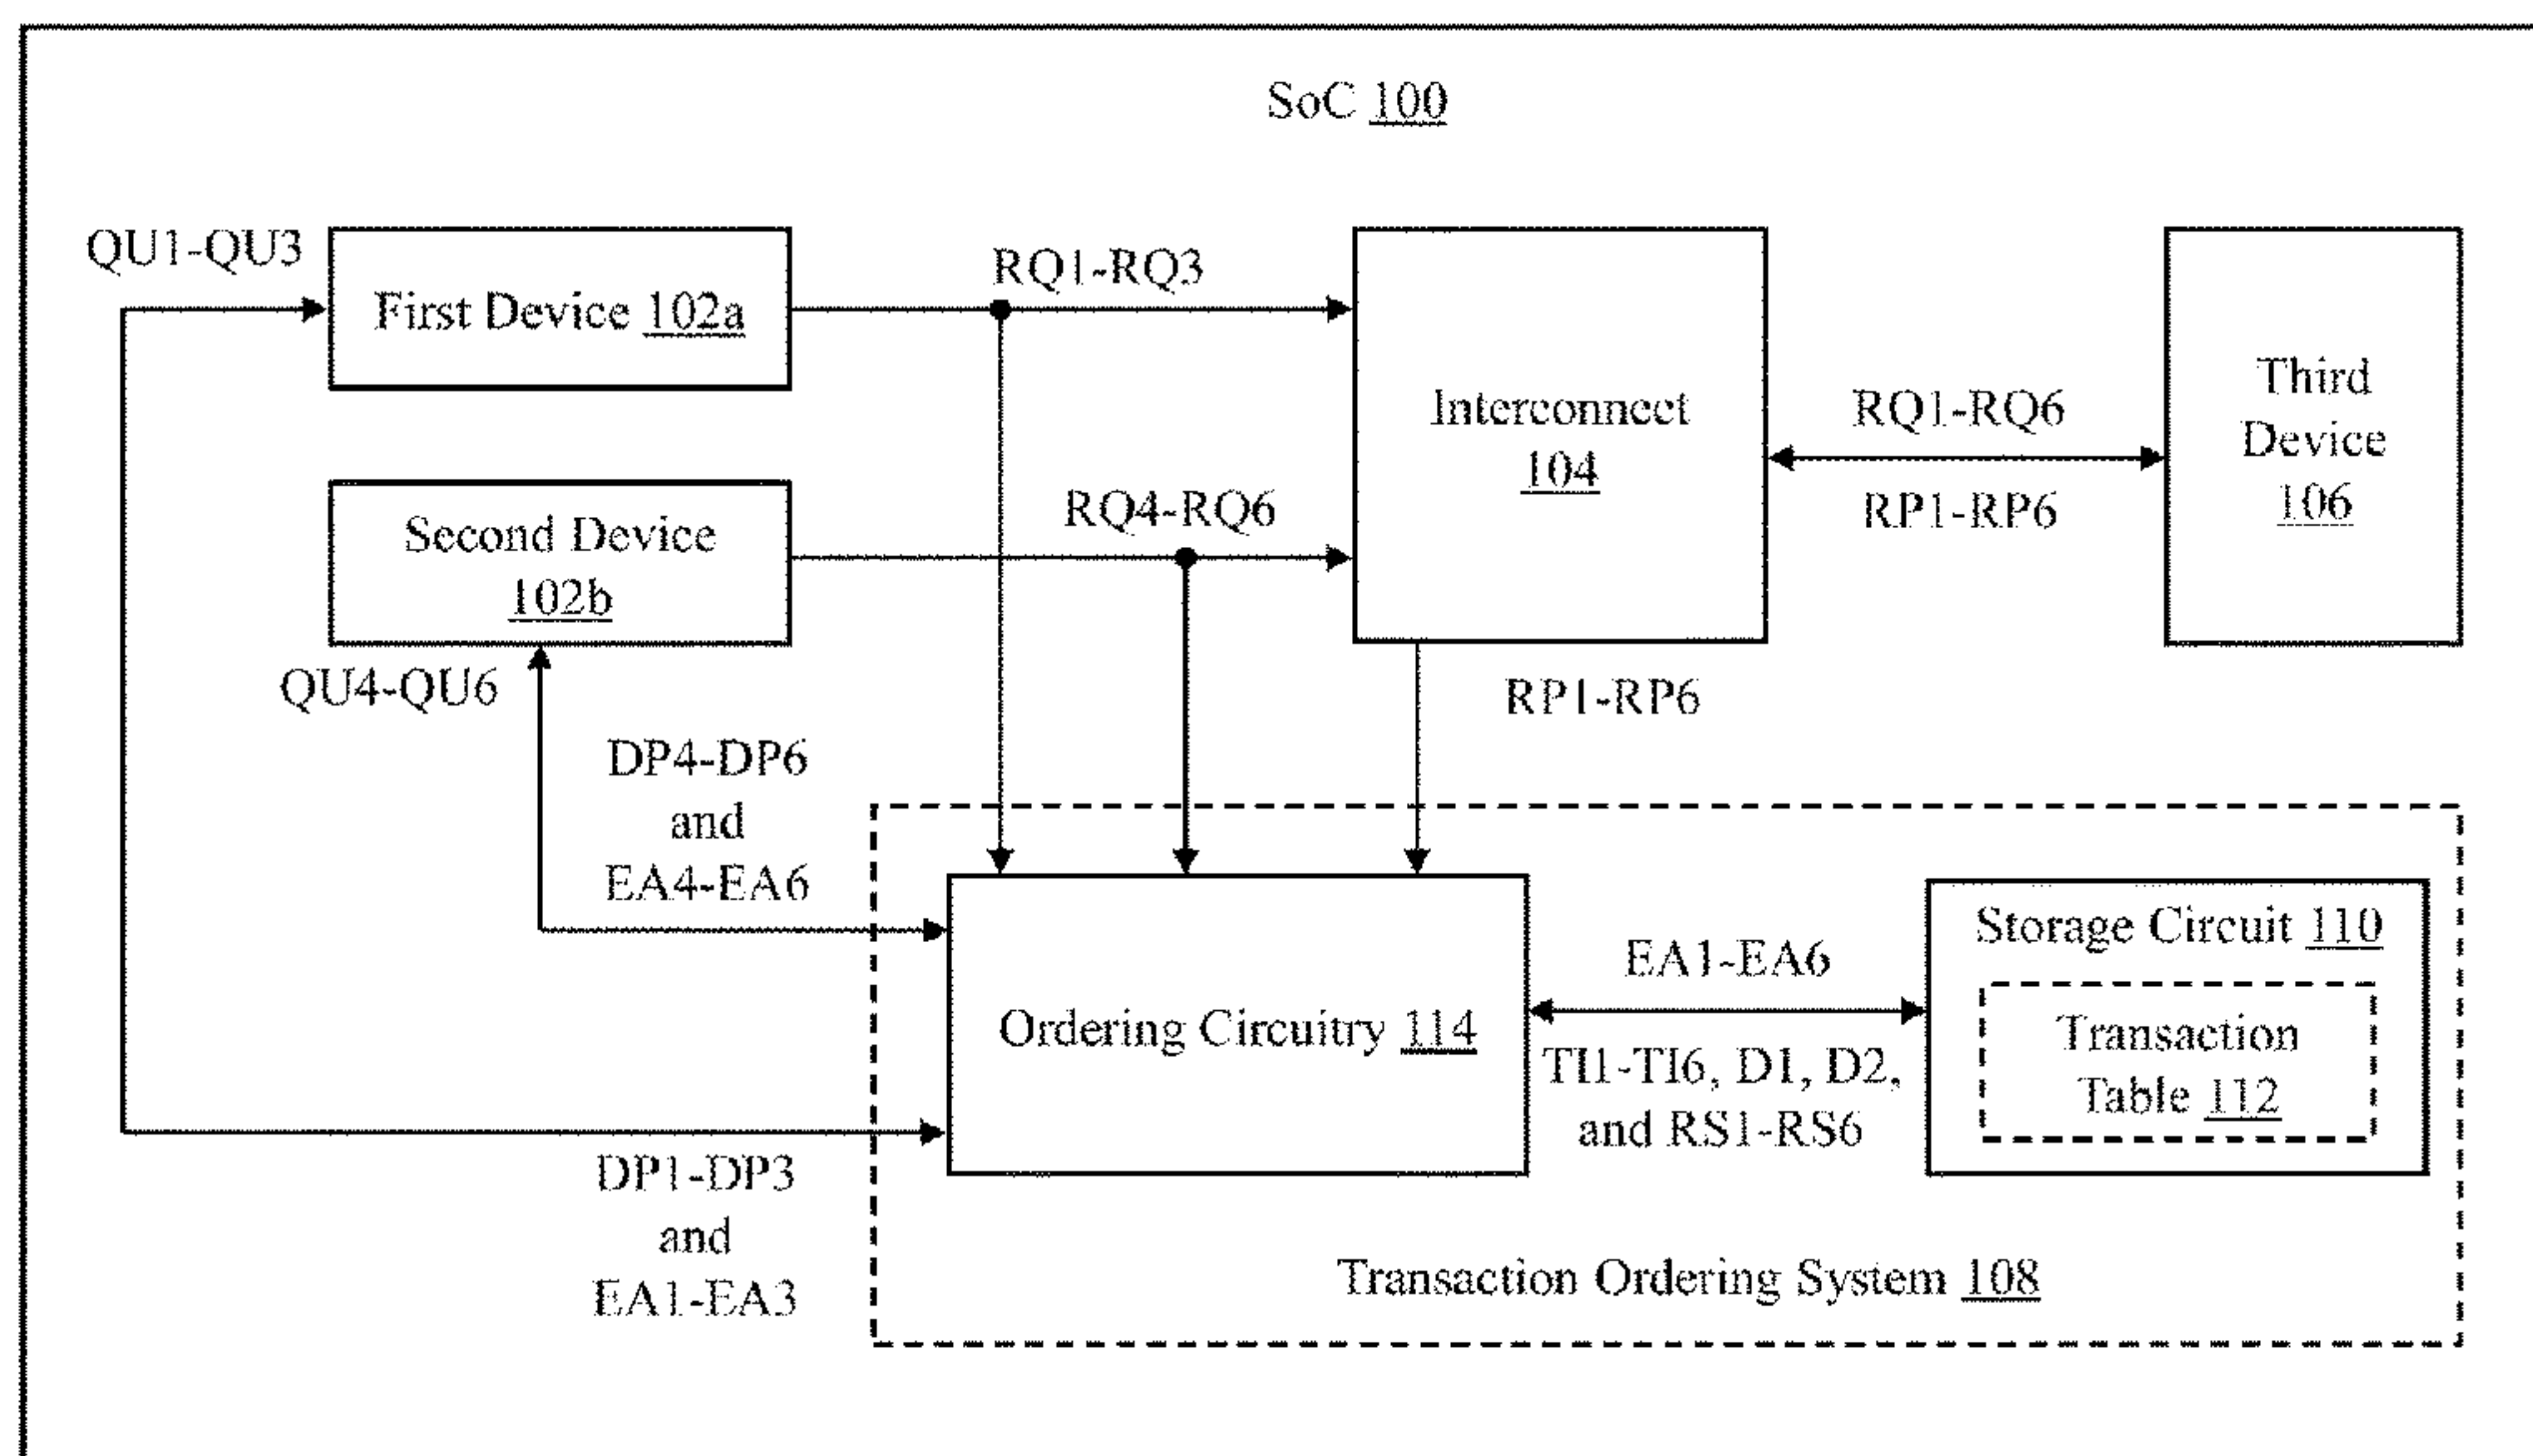 SoC 100
QU1-QU3
First Device 102a
RQ1-RQ3
Interconnect
104
RQ1-RQ6
RP1-RP6
Third
Device
106
Second Device
102b
RQ4-RQ6
QU4-QU6
RP1-RP6
DP4-DP6
and
EA4-EA6
Ordering Circuitry 114
EA1-EA6
TI1-TI6, D1, D2,
and RS1-RS6
Storage Circuit 110
Transaction
Table 112
DP1-DP3
and
EA1-EA3
Transaction Ordering System 108